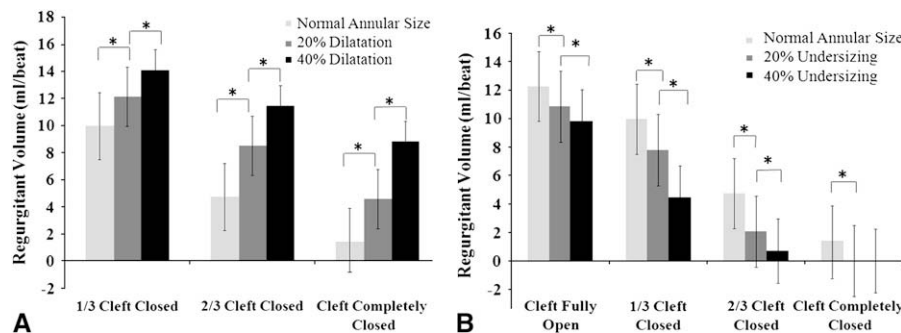 Regurgitant Volume (ml/beat)
18
16
14
12
10
8
6
4
2
0
-2
Normal Annular Size
20% Dilatation
40% Dilatation
*
*
*
*
*
*
1/3 Cleft Closed
2/3 Cleft Closed
Cleft Completely
Closed
A
Regurgitant Volume (ml/beat)
16
14
12
10
8
6
4
2
0
-2
Normal Annular Size
20% Undersizing
40% Undersizing
*
*
*
*
*
*
*
Cleft Fully
Open
1/3 Cleft
Closed
2/3 Cleft
Closed
Cleft Completely
Closed
B